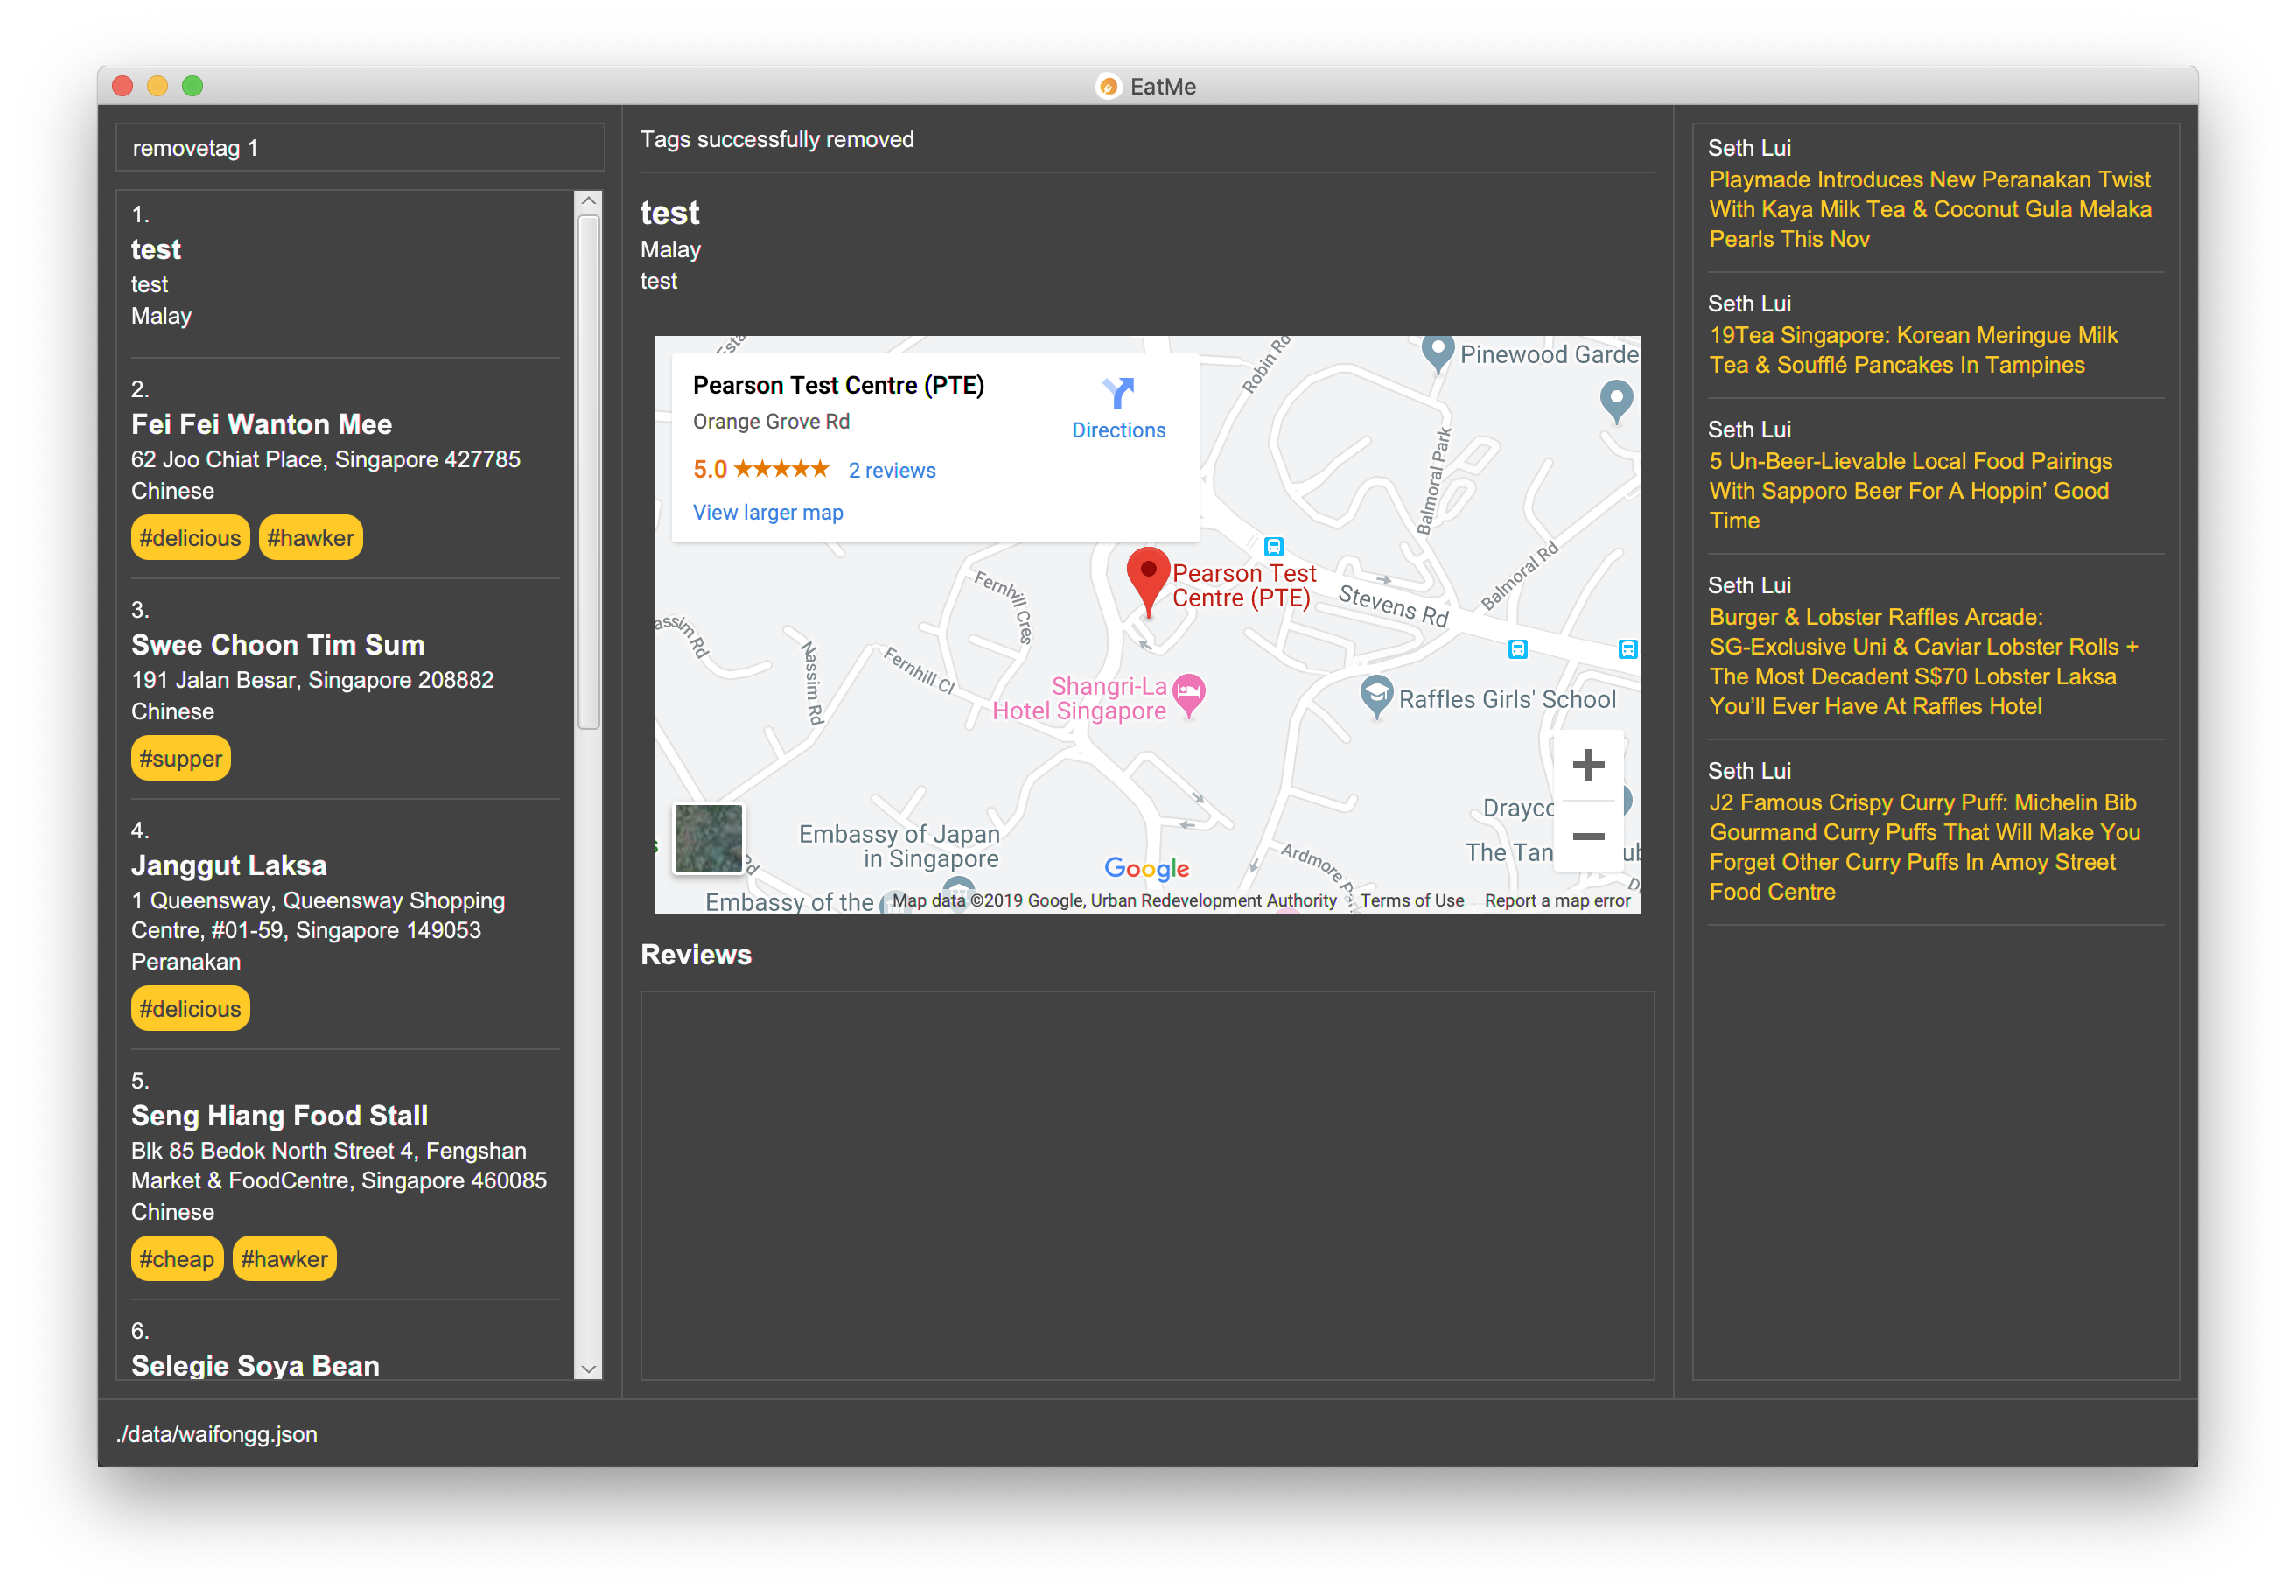 EatMe
removetag 1
1.
test
test
Malay
2.
Fei Fei Wanton Mee
62 Joo Chiat Place, Singapore 427785
Chinese
#delicious #hawker
3.
Swee Choon Tim Sum
191 Jalan Besar, Singapore 208882
Chinese
#supper
4.
Janggut Laksa
1 Queensway, Queensway Shopping
Centre, #01-59, Singapore 149053
Peranakan
#delicious
5.
Seng Hiang Food Stall
Blk 85 Bedok North Street 4, Fengshan
Market & FoodCentre, Singapore 460085
Chinese
#cheap #hawker
6.
Selegie Soya Bean
Tags successfully removed
test
Malay
test
Pearson Test Centre (PTE)
Orange Grove Rd
5.0 ★★★★★ 2 reviews
View larger map
Directions
Robin Rd
Pinewood Garde
Balmoral Park
Balmoral Rd
Pearson Test
Centre (PTE)
Stevens Rd
Fernhill Cres
Fernhill Cl
Nassim Rd
assim Rd
Shangri-La
Hotel Singapore
Raffles Girls' School
Embassy of Japan
in Singapore
Embassy of the
Ardmore Park
Drayco
The Tan
Google
Map data ©2019 Google, Urban Redevelopment Authority Terms of Use Report a map error
Reviews
Seth Lui
Playmade Introduces New Peranakan Twist
With Kaya Milk Tea & Coconut Gula Melaka
Pearls This Nov
Seth Lui
19Tea Singapore: Korean Meringue Milk
Tea & Soufflé Pancakes In Tampines
Seth Lui
5 Un-Beer-Lievable Local Food Pairings
With Sapporo Beer For A Hoppin’ Good
Time
Seth Lui
Burger & Lobster Raffles Arcade:
SG-Exclusive Uni & Caviar Lobster Rolls +
The Most Decadent S$70 Lobster Laksa
You’ll Ever Have At Raffles Hotel
Seth Lui
J2 Famous Crispy Curry Puff: Michelin Bib
Gourmand Curry Puffs That Will Make You
Forget Other Curry Puffs In Amoy Street
Food Centre
./data/waifongg.json